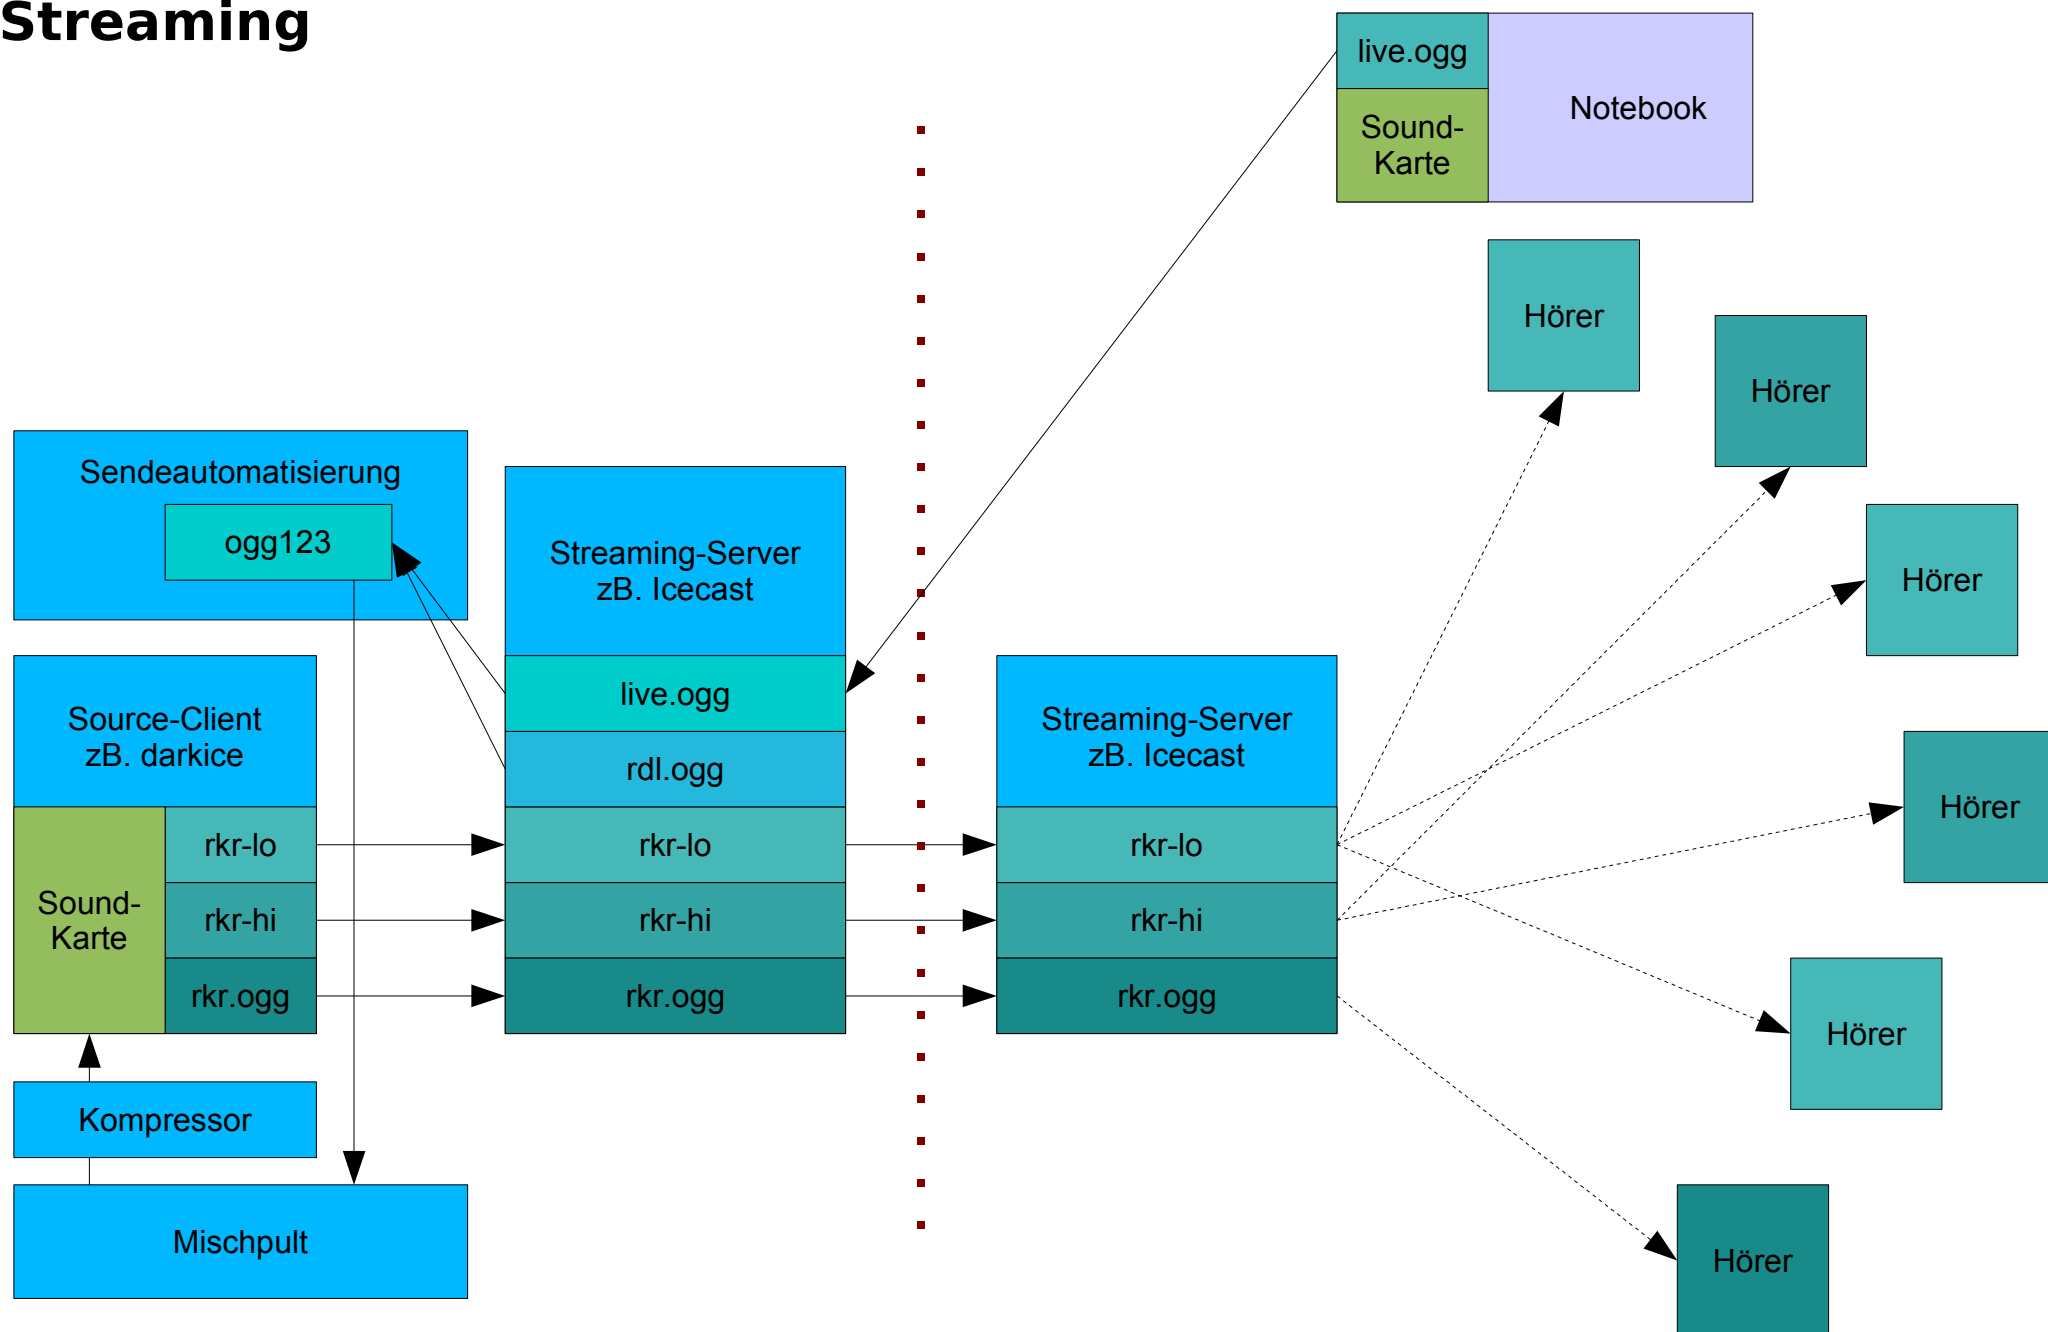 Streaming
live.ogg
Sound-
Karte
Notebook
Hörer
Hörer
Sendeautomatisierung
ogg123
Streaming-Server
zB. Icecast
Hörer
live.ogg
rdl.ogg
rkr-lo
rkr-hi
rkr.ogg
Source-Client
zB. darkice
Sound-
Karte
rkr-lo
rkr-hi
rkr.ogg
Streaming-Server
zB. Icecast
rkr-lo
rkr-hi
rkr.ogg
Hörer
Hörer
Kompressor
Mischpult
Hörer